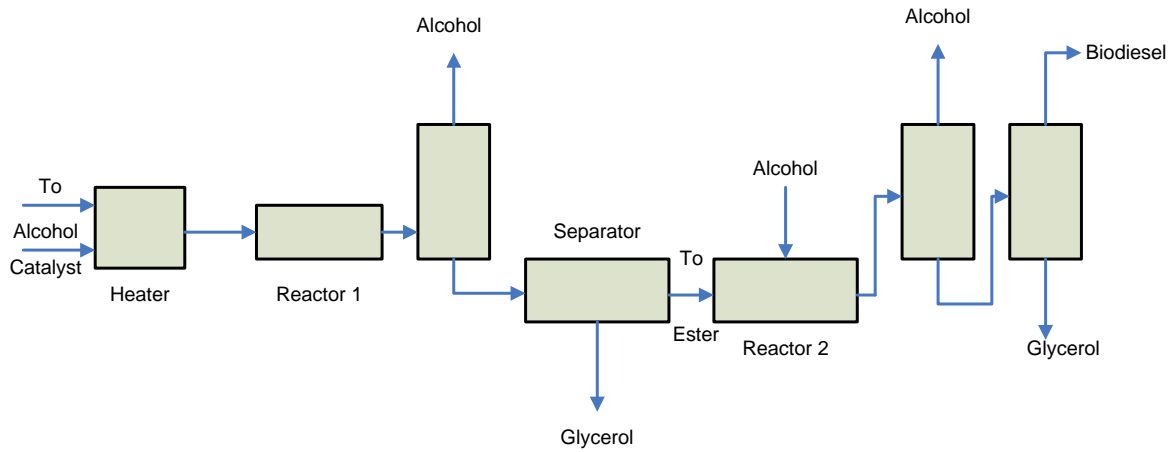 Alcohol
Alcohol
Biodiesel
To
Alcohol
Catalyst
Heater
Reactor 1
Separator
To
Ester
Alcohol
Reactor 2
Glycerol
Glycerol